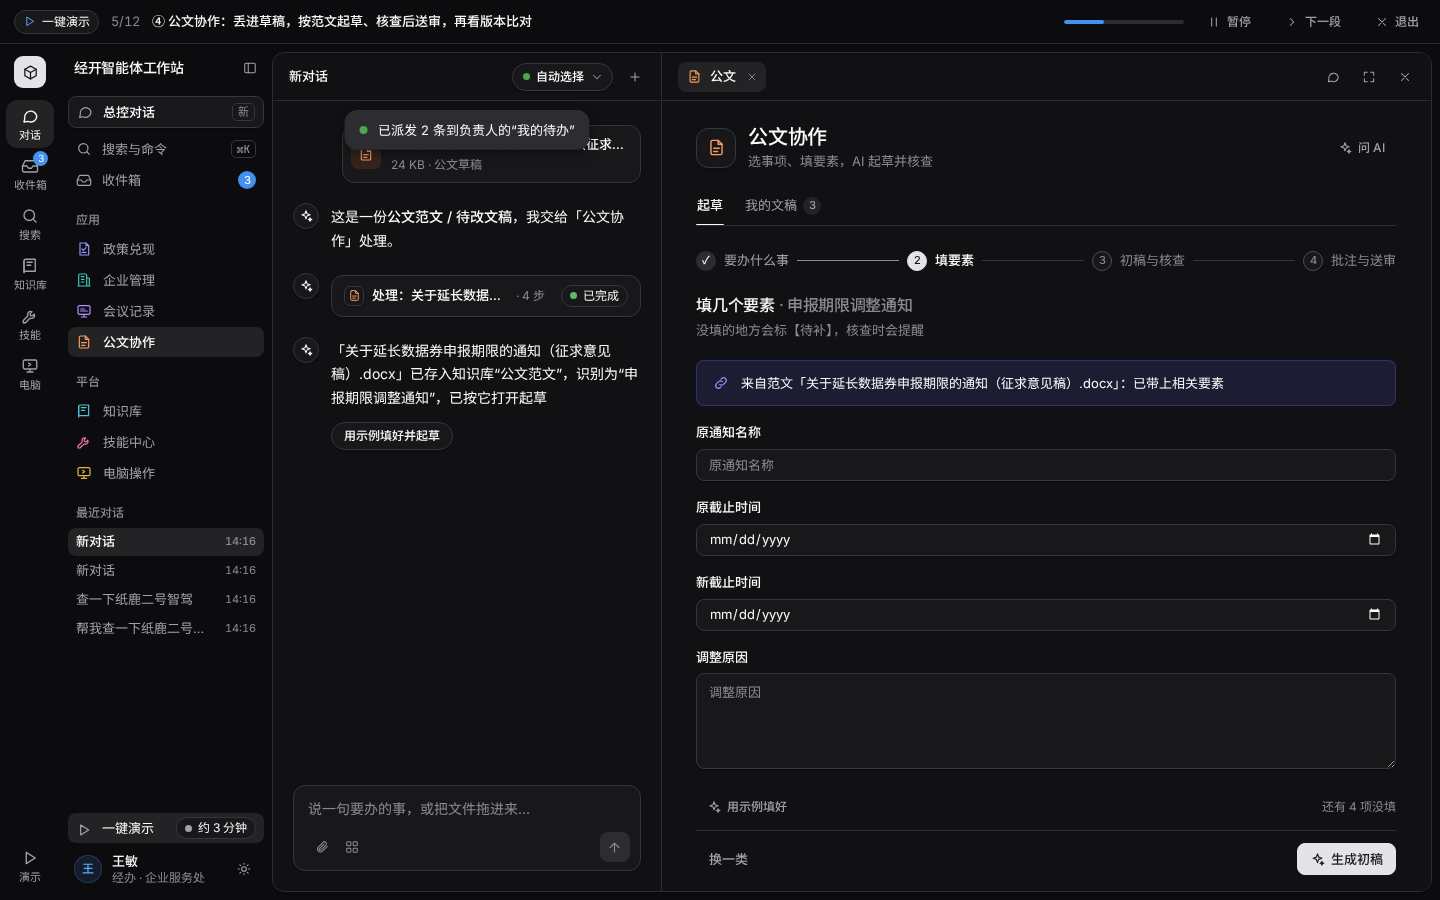 一键演示
5/12
④ 公文协作：丢进草稿，按范文起草、核查后送审，再看版本比对
暂停
下一段
退出
对话
3
收件箱
搜索
知识库
技能
电脑
演示
经开智能体工作站
总控对话
新
搜索与命令
⌘K
收件箱
3
应用
政策兑现
企业管理
会议记录
公文协作
平台
知识库
技能中心
电脑操作
最近对话
新对话 14:16
新对话 14:16
查一下纸鹿二号智驾 14:16
帮我查一下纸鹿二号... 14:16
一键演示
约 3 分钟
王
王敏
经办 · 企业服务处
新对话
自动选择
已派发 2 条到负责人的“我的待办”
征求...
24 KB · 公文草稿
这是一份公文范文 / 待改文稿，我交给「公文协
作」处理。
处理：关于延长数据... · 4 步
已完成
「关于延长数据券申报期限的通知（征求意见
稿）.docx」已存入知识库“公文范文”，识别为“申
报期限调整通知”，已按它打开起草
用示例填好并起草
说一句要办的事，或把文件拖进来...
公文
公文协作
选事项、填要素，AI 起草并核查
问 AI
起草
我的文稿 3
要办什么事
2 填要素
3 初稿与核查
4 批注与送审
填几个要素 · 申报期限调整通知
没填的地方会标【待补】，核查时会提醒
来自范文「关于延长数据券申报期限的通知（征求意见稿）.docx」：已带上相关要素
原通知名称
原通知名称
原截止时间
mm/dd/yyyy
新截止时间
mm/dd/yyyy
调整原因
调整原因
用示例填好
还有 4 项没填
换一类
生成初稿